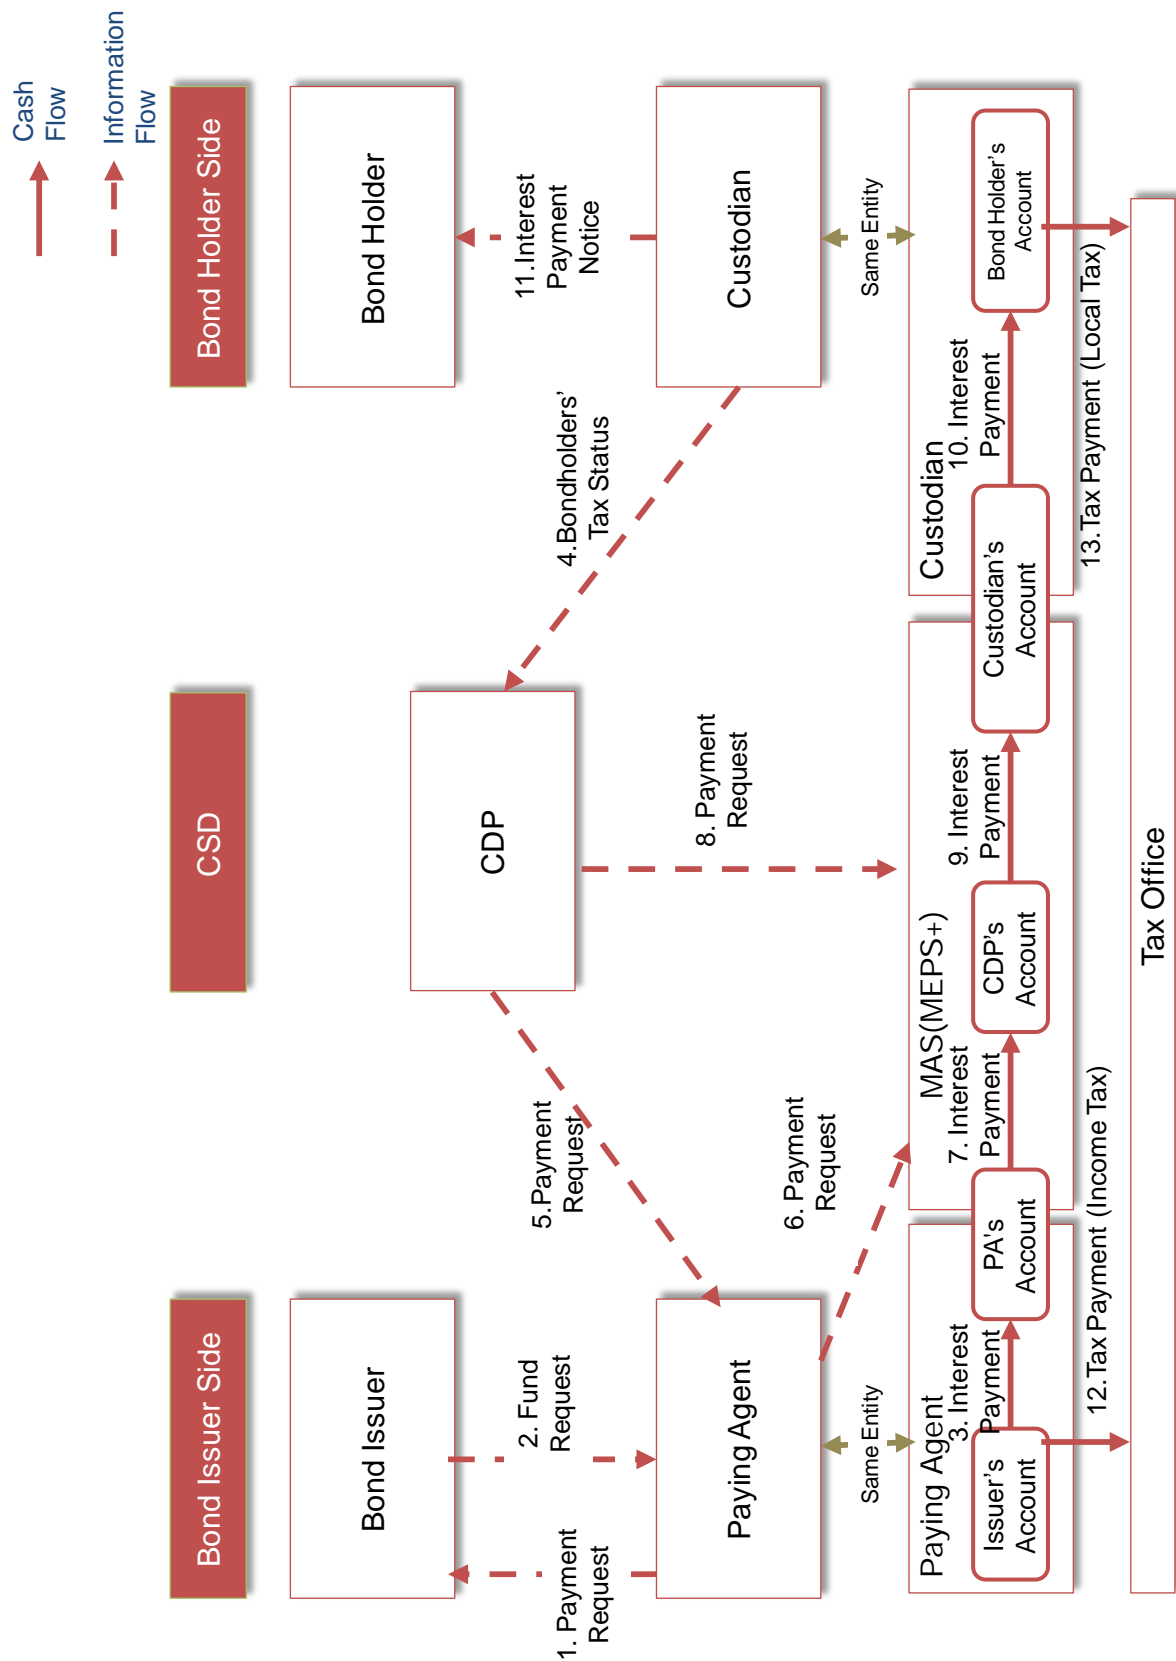 Cash
Flow
Information
Flow
Bond Issuer Side
CSD
Bond Holder Side
Bond Issuer
CDP
Bond Holder
1. Payment
Request
2. Fund
Request
5.Payment
Request
4.Bondholders’
Tax Status
11.Interest
Payment
Notice
Paying Agent
Custodian
6. Payment
Request
8. Payment
Request
Same Entity
Same Entity
Paying Agent
MAS(MEPS+)
Custodian
3. Interest
Payment
7. Interest
Payment
9. Interest
Payment
10. Interest
Payment
Issuer’s
Account
PA's
Account
CDP’s
Account
Custodian’s
Account
Bond Holder’s
Account
12.Tax Payment (Income Tax)
13.Tax Payment (Local Tax)
Tax Office